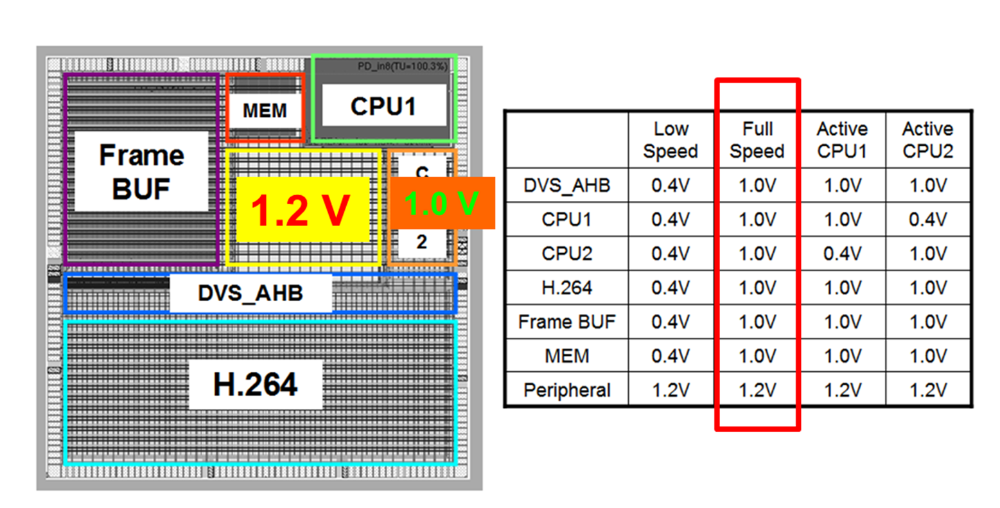 PD_in8(TU=100.3%)
MEM
CPU1
Frame
BUF
1.2 V
C
1.0 V
2
DVS_AHB
H.264
Low Speed Full Speed Active CPU1 Active CPU2
DVS_AHB 0.4V 1.0V 1.0V 1.0V
CPU1 0.4V 1.0V 1.0V 0.4V
CPU2 0.4V 1.0V 0.4V 1.0V
H.264 0.4V 1.0V 1.0V 1.0V
Frame BUF 0.4V 1.0V 1.0V 1.0V
MEM 0.4V 1.0V 1.0V 1.0V
Peripheral 1.2V 1.2V 1.2V 1.2V